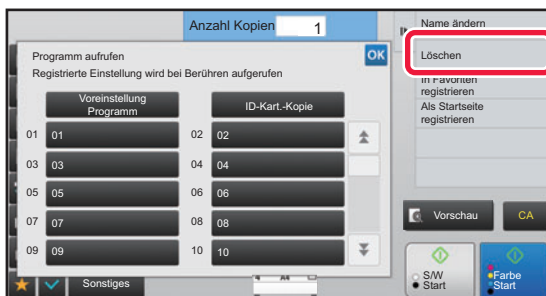 Anzahl Kopien 1
Name ändern
Löschen
In Favoriten
registrieren
Als Startseite
registrieren
Programm aufrufen
OK
Registrierte Einstellung wird bei Berühren aufgerufen
Voreinstellung
Programm
ID-Kart.-Kopie
01 01 02 02
03 03 04 04
05 05 06 06
07 07 08 08
09 09 10 10
Vorschau
CA
S/W
Start
Farbe
Start
Sonstiges
A4